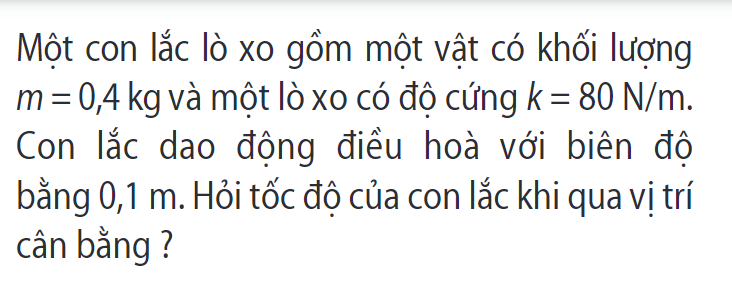 Một con lắc lò xo gồm một vật có khối lượng
m = 0,4 kg và một lò xo có độ cứng k = 80 N/m.
Con lắc dao động điều hoà với biên độ
bằng 0,1 m. Hỏi tốc độ của con lắc khi qua vị trí
cân bằng ?